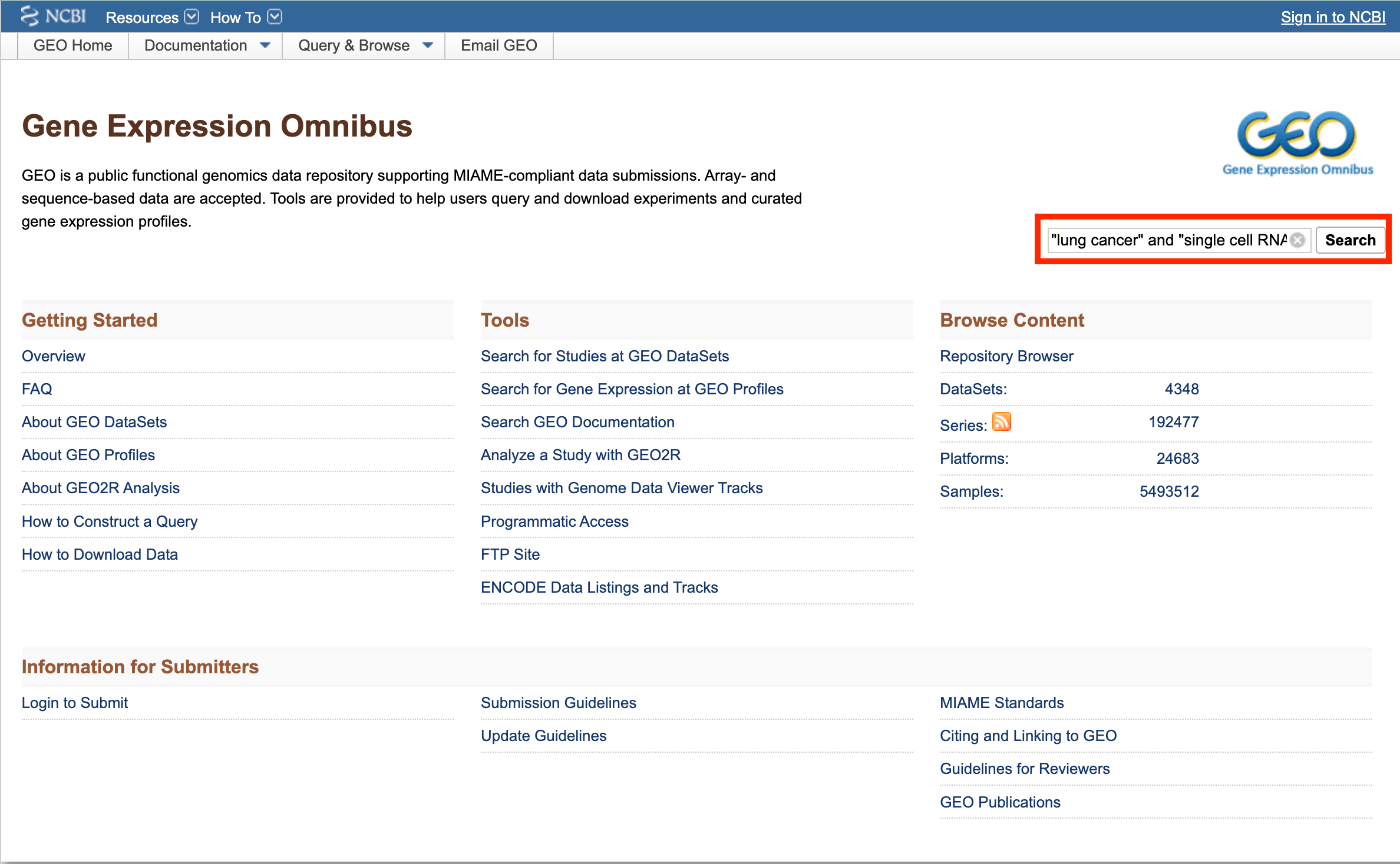 NCBI Resources How To Sign in to NCBI
GEO Home Documentation Query & Browse Email GEO
Gene Expression Omnibus
GEO
Gene Expression Omnibus
GEO is a public functional genomics data repository supporting MIAME-compliant data submissions. Array- and
sequence-based data are accepted. Tools are provided to help users query and download experiments and curated
gene expression profiles.
"lung cancer" and "single cell RNA Search
Getting Started
Overview
FAQ
About GEO DataSets
About GEO Profiles
About GEO2R Analysis
How to Construct a Query
How to Download Data
Tools
Search for Studies at GEO DataSets
Search for Gene Expression at GEO Profiles
Search GEO Documentation
Analyze a Study with GEO2R
Studies with Genome Data Viewer Tracks
Programmatic Access
FTP Site
ENCODE Data Listings and Tracks
Browse Content
Repository Browser
DataSets: 4348
Series: 192477
Platforms: 24683
Samples: 5493512
Information for Submitters
Login to Submit
Submission Guidelines
Update Guidelines
MIAME Standards
Citing and Linking to GEO
Guidelines for Reviewers
GEO Publications